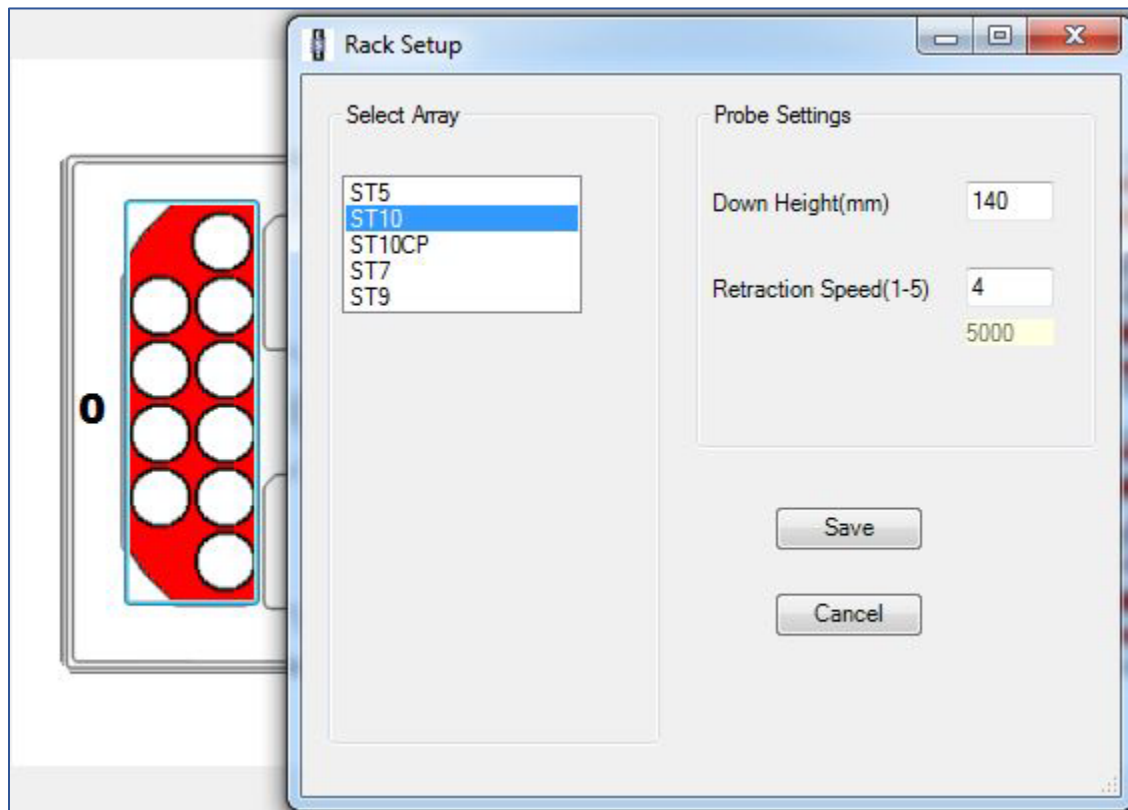 Rack Setup
Select Array
ST5
ST10
ST10CP
ST7
ST9
Probe Settings
Down Height(mm) 140
Retraction Speed(1-5) 4
5000
Save
Cancel
0